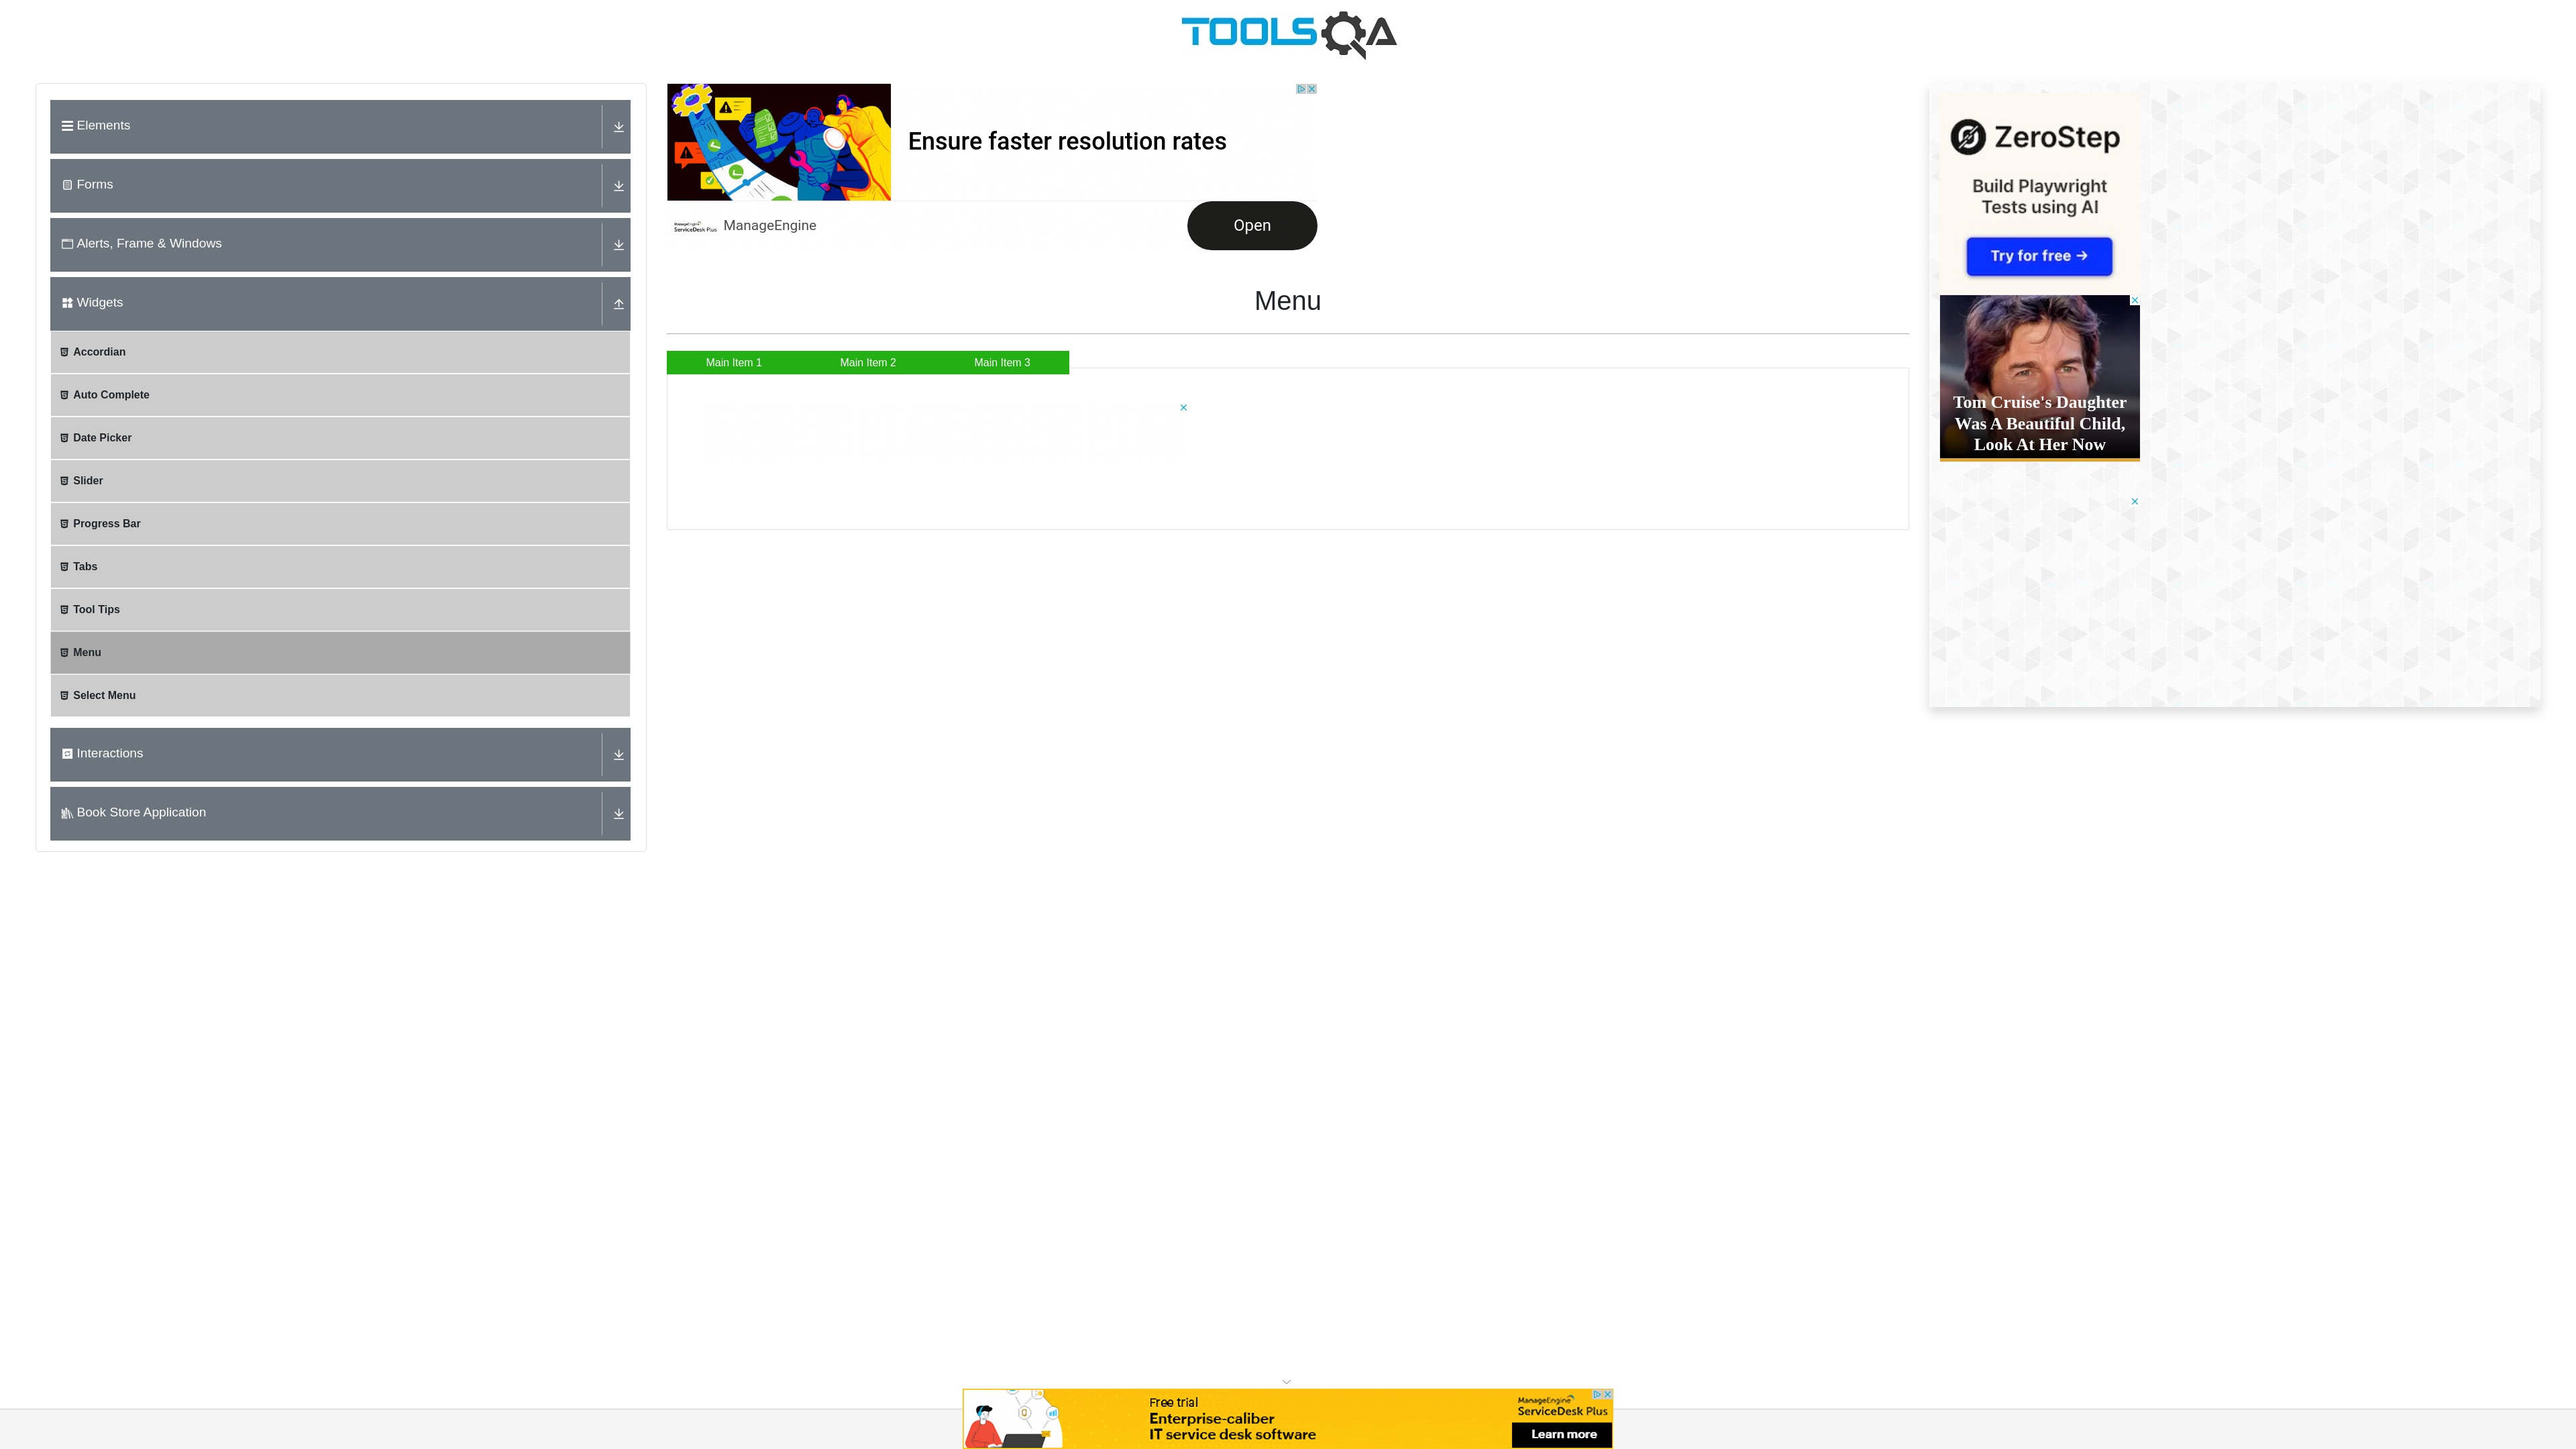 TOOLSQA
Elements
Forms
Alerts, Frame & Windows
Widgets
Accordian
Auto Complete
Date Picker
Slider
Progress Bar
Tabs
Tool Tips
Menu
Select Menu
Interactions
Book Store Application
Ensure faster resolution rates
ManageEngine
ServiceDesk Plus
ManageEngine
Open
Menu
Main Item 1
Main Item 2
Main Item 3
ZeroStep
Build Playwright
Tests using AI
Try for free →
Tom Cruise's Daughter
Was A Beautiful Child,
Look At Her Now
Free trial
Enterprise-caliber
IT service desk software
ManageEngine
ServiceDesk Plus
Learn more